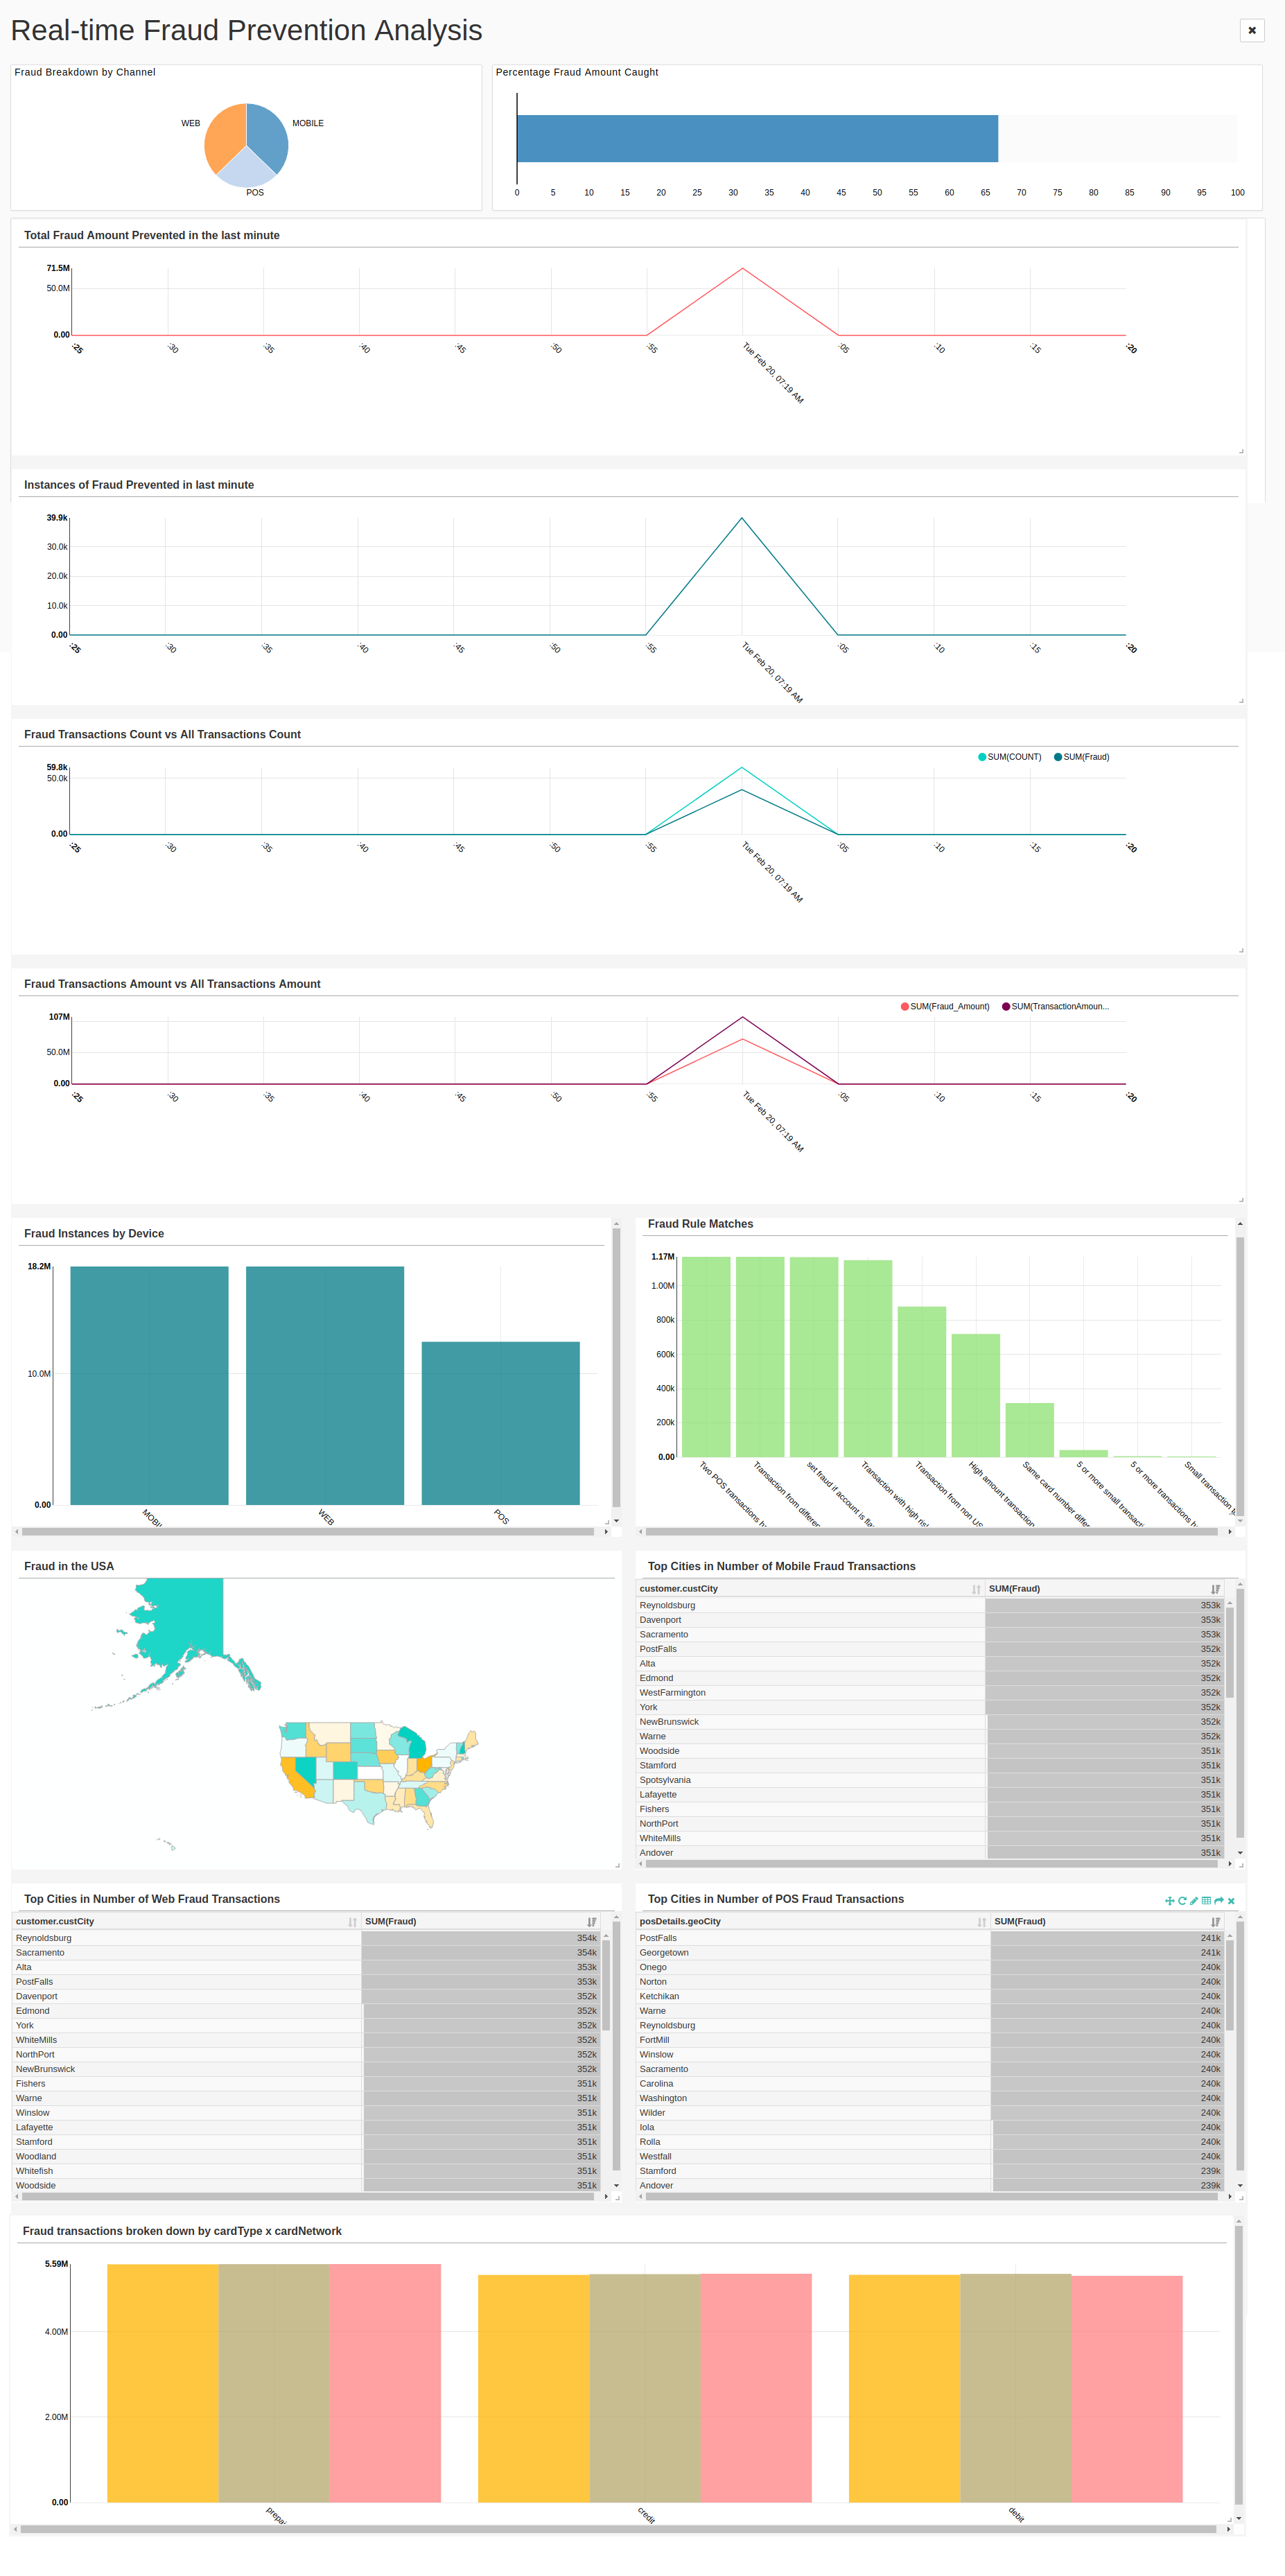 Real-time Fraud Prevention Analysis
Fraud Breakdown by Channel
WEB
MOBILE
POS
Percentage Fraud Amount Caught
0 5 10 15 20 25 30 35 40 45 50 55 60 65 70 75 80 85 90 95 100
Total Fraud Amount Prevented in the last minute
71.5M
50.0M
0.00
:25 :30 :35 :40 :45 :50 :55 Tue Feb 20, 07:19 AM :05 :10 :15 :20
Instances of Fraud Prevented in last minute
39.9k
30.0k
20.0k
10.0k
0.00
:25 :30 :35 :40 :45 :50 :55 Tue Feb 20, 07:19 AM :05 :10 :15 :20
Fraud Transactions Count vs All Transactions Count
SUM(COUNT) SUM(Fraud)
59.8k
50.0k
0.00
:25 :30 :35 :40 :45 :50 :55 Tue Feb 20, 07:19 AM :05 :10 :15 :20
Fraud Transactions Amount vs All Transactions Amount
SUM(Fraud_Amount) SUM(TransactionAmoun...
107M
50.0M
0.00
:25 :30 :35 :40 :45 :50 :55 Tue Feb 20, 07:19 AM :05 :10 :15 :20
Fraud Instances by Device
18.2M
10.0M
0.00
WEB POS
Fraud Rule Matches
1.17M
1.00M
800k
600k
400k
200k
0.00
Two POS transactions
Transaction from
set fraud if account is
Transaction with high
Transaction from non
High amount transaction
Same card number
5 or more small
5 or more transactions
Small transaction
Fraud in the USA
Top Cities in Number of Mobile Fraud Transactions
customer.custCity SUM(Fraud)
Reynoldsburg 353k
Davenport 353k
Sacramento 353k
PostFalls 352k
Alta 352k
Edmond 352k
WestFarmington 352k
York 352k
NewBrunswick 352k
Warne 352k
Woodside 351k
Stamford 351k
Spotsylvania 351k
Lafayette 351k
Fishers 351k
NorthPort 351k
WhiteMills 351k
Andover 351k
Top Cities in Number of Web Fraud Transactions
customer.custCity SUM(Fraud)
Reynoldsburg 354k
Sacramento 354k
Alta 353k
PostFalls 353k
Davenport 352k
Edmond 352k
York 352k
WhiteMills 352k
NorthPort 352k
NewBrunswick 352k
Fishers 351k
Warne 351k
Winslow 351k
Lafayette 351k
Stamford 351k
Woodland 351k
Whitefish 351k
Woodside 351k
Top Cities in Number of POS Fraud Transactions
posDetails.geoCity SUM(Fraud)
PostFalls 241k
Georgetown 241k
Onego 240k
Norton 240k
Ketchikan 240k
Warne 240k
Reynoldsburg 240k
FortMill 240k
Winslow 240k
Sacramento 240k
Carolina 240k
Washington 240k
Wilder 240k
Iola 240k
Rolla 240k
Westfall 240k
Stamford 239k
Andover 239k
Fraud transactions broken down by cardType x cardNetwork
5.59M
4.00M
2.00M
0.00
credit debit